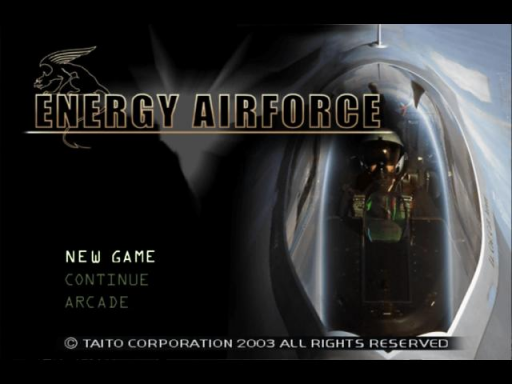 ENERGY AIRFORCE
NEW GAME
CONTINUE
ARCADE
© TAITO CORPORATION 2003 ALL RIGHTS RESERVED